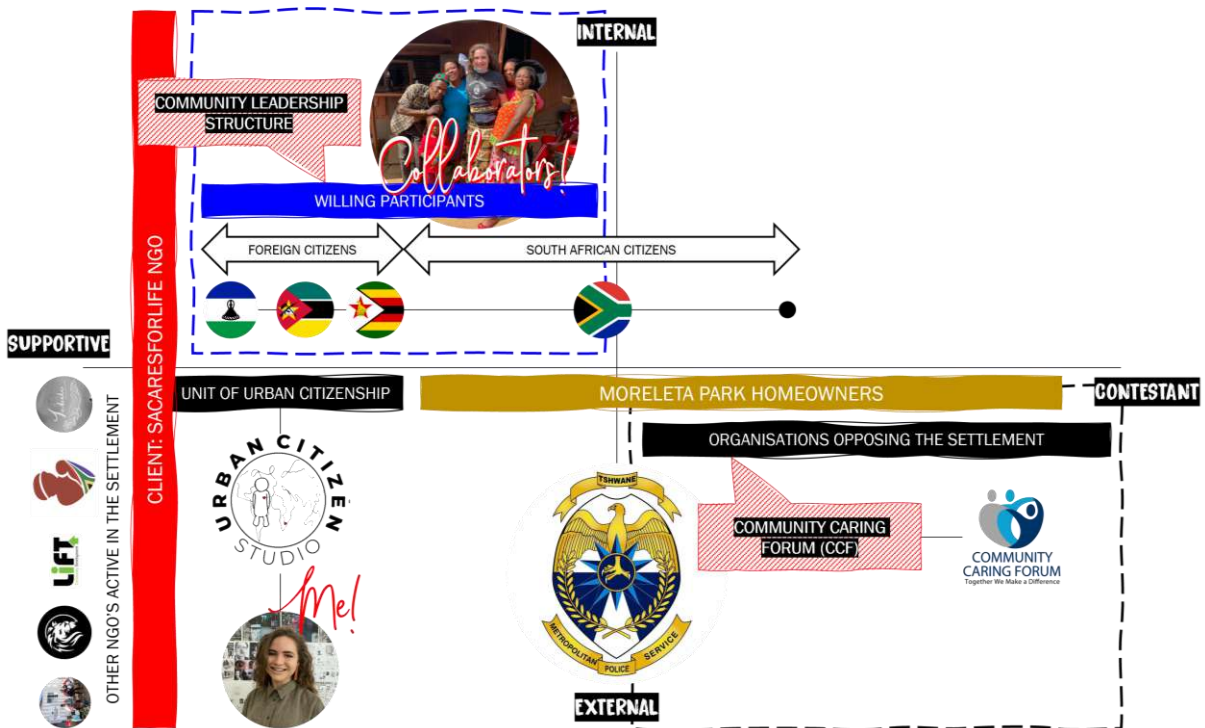 INTERNAL
COMMUNITY LEADERSHIP
STRUCTURE
Collaborators!
WILLING PARTICIPANTS
FOREIGN CITIZENS
SOUTH AFRICAN CITIZENS
CLIENT: SACARESFORLIFE NGO
SUPPORTIVE
OTHER NGO'S ACTIVE IN THE SETTLEMENT
LiFT
UNIT OF URBAN CITIZENSHIP
MORELETA PARK HOMEOWNERS
CONTESTANT
ORGANISATIONS OPPOSING THE SETTLEMENT
URBAN CITIZEN
STUDIO
Me!
TSHWANE
METROPOLITAN
POLICE
SERVICE
COMMUNITY CARING
FORUM (CCF)
COMMUNITY
CARING FORUM
Together We Make a Difference
EXTERNAL